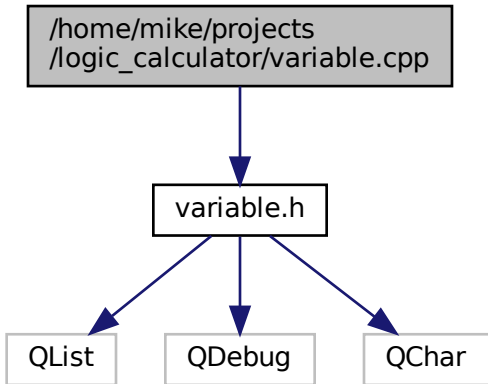 /home/mike/projects
/logic_calculator/variable.cpp
variable.h
QList
QDebug
QChar